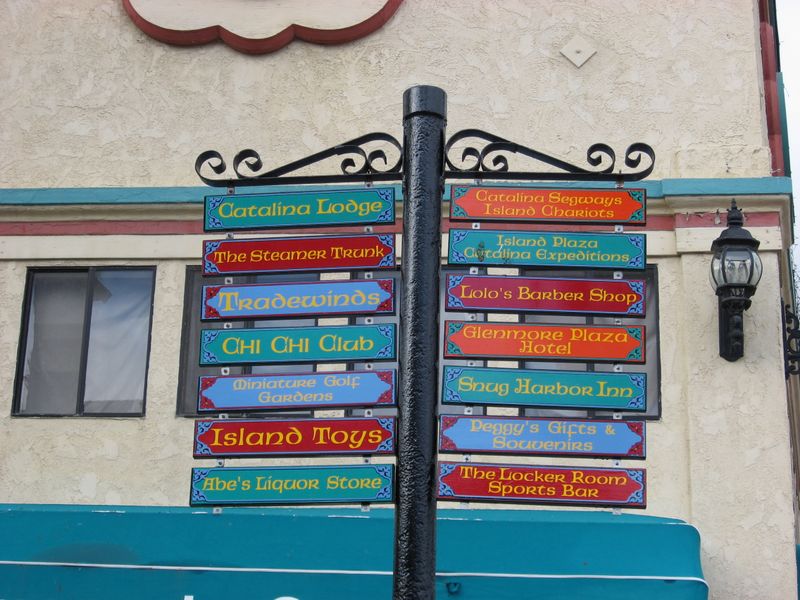 Catalina Lodge
The Steamer Trunk
Tradewinds
Chi Chi Club
Miniature Golf
Gardens
Island Toys
Abe's Liquor Store
Catalina Segways
Island Chariots
Island Plaza
Catalina Expeditions
Lolo's Barber Shop
Glenmore Plaza
Hotel
Snug Harbor Inn
Peggy's Gifts &
Souvenirs
The Locker Room
Sports Bar